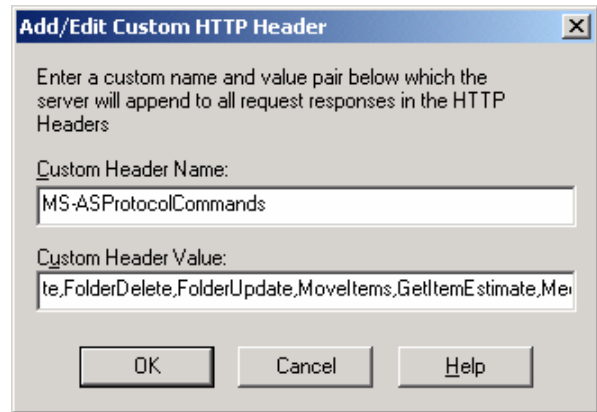 Add/Edit Custom HTTP Header
Enter a custom name and value pair below which the
server will append to all request responses in the HTTP
Headers
Custom Header Name:
MS-ASProtocolCommands
Custom Header Value:
te,FolderDelete,FolderUpdate,MoveItems,GetItemEstimate,Me
OK Cancel Help